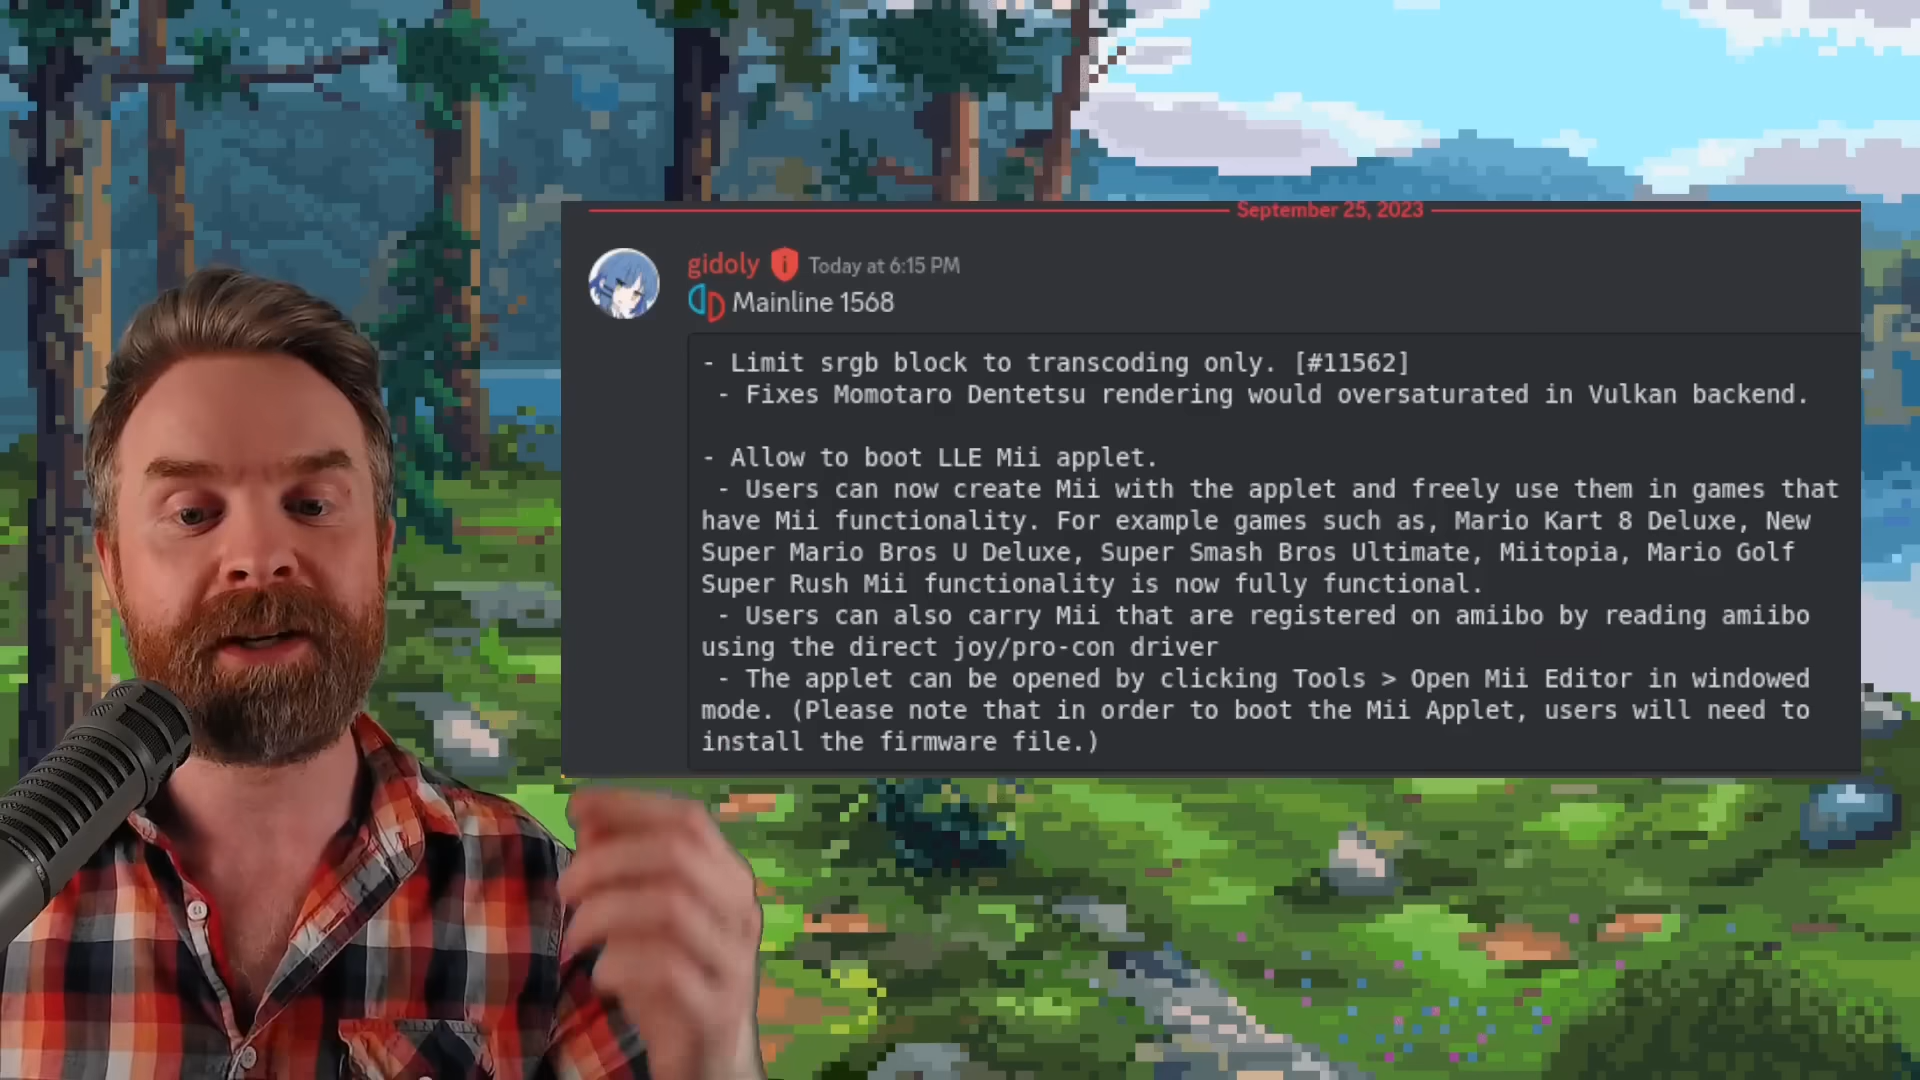 September 25, 2023
gidoly Today at 6:15 PM
Mainline 1568
- Limit srgb block to transcoding only. [#11562]
- Fixes Momotaro Dentetsu rendering would oversaturated in Vulkan backend.
- Allow to boot LLE Mii applet.
- Users can now create Mii with the applet and freely use them in games that
have Mii functionality. For example games such as, Mario Kart 8 Deluxe, New
Super Mario Bros U Deluxe, Super Smash Bros Ultimate, Miitopia, Mario Golf
Super Rush Mii functionality is now fully functional.
- Users can also carry Mii that are registered on amiibo by reading amiibo
using the direct joy/pro-con driver
- The applet can be opened by clicking Tools > Open Mii Editor in windowed
mode. (Please note that in order to boot the Mii Applet, users will need to
install the firmware file.)